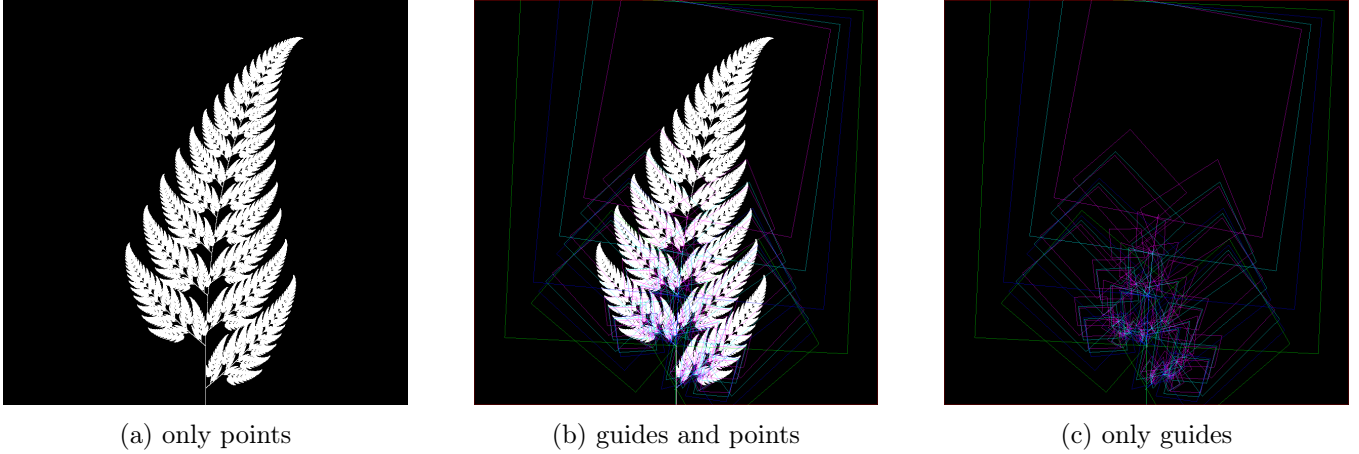 (a) only points
(b) guides and points
(c) only guides